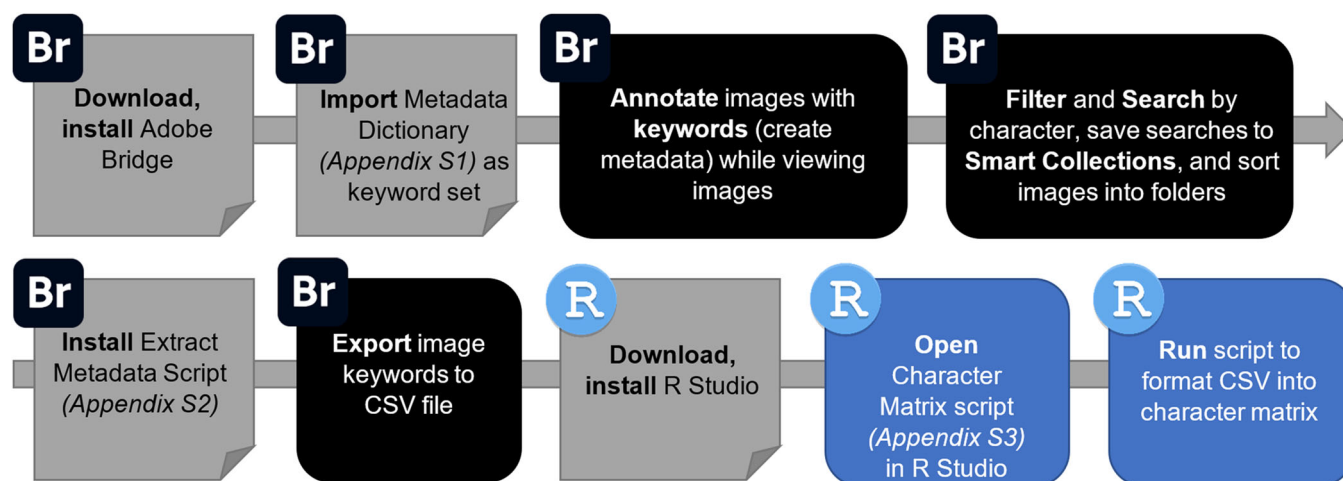 Br
Download,
install Adobe
Bridge
Br
Import Metadata
Dictionary
(Appendix S1) as
keyword set
Br
Annotate images with
keywords (create
metadata) while viewing
images
Br
Filter and Search by
character, save searches to
Smart Collections, and sort
images into folders
Br
Install Extract
Metadata Script
(Appendix S2)
Br
Export image
keywords to
CSV file
R
Download,
install R Studio
R
Open
Character
Matrix script
(Appendix S3)
in R Studio
R
Run script to
format CSV into
character matrix